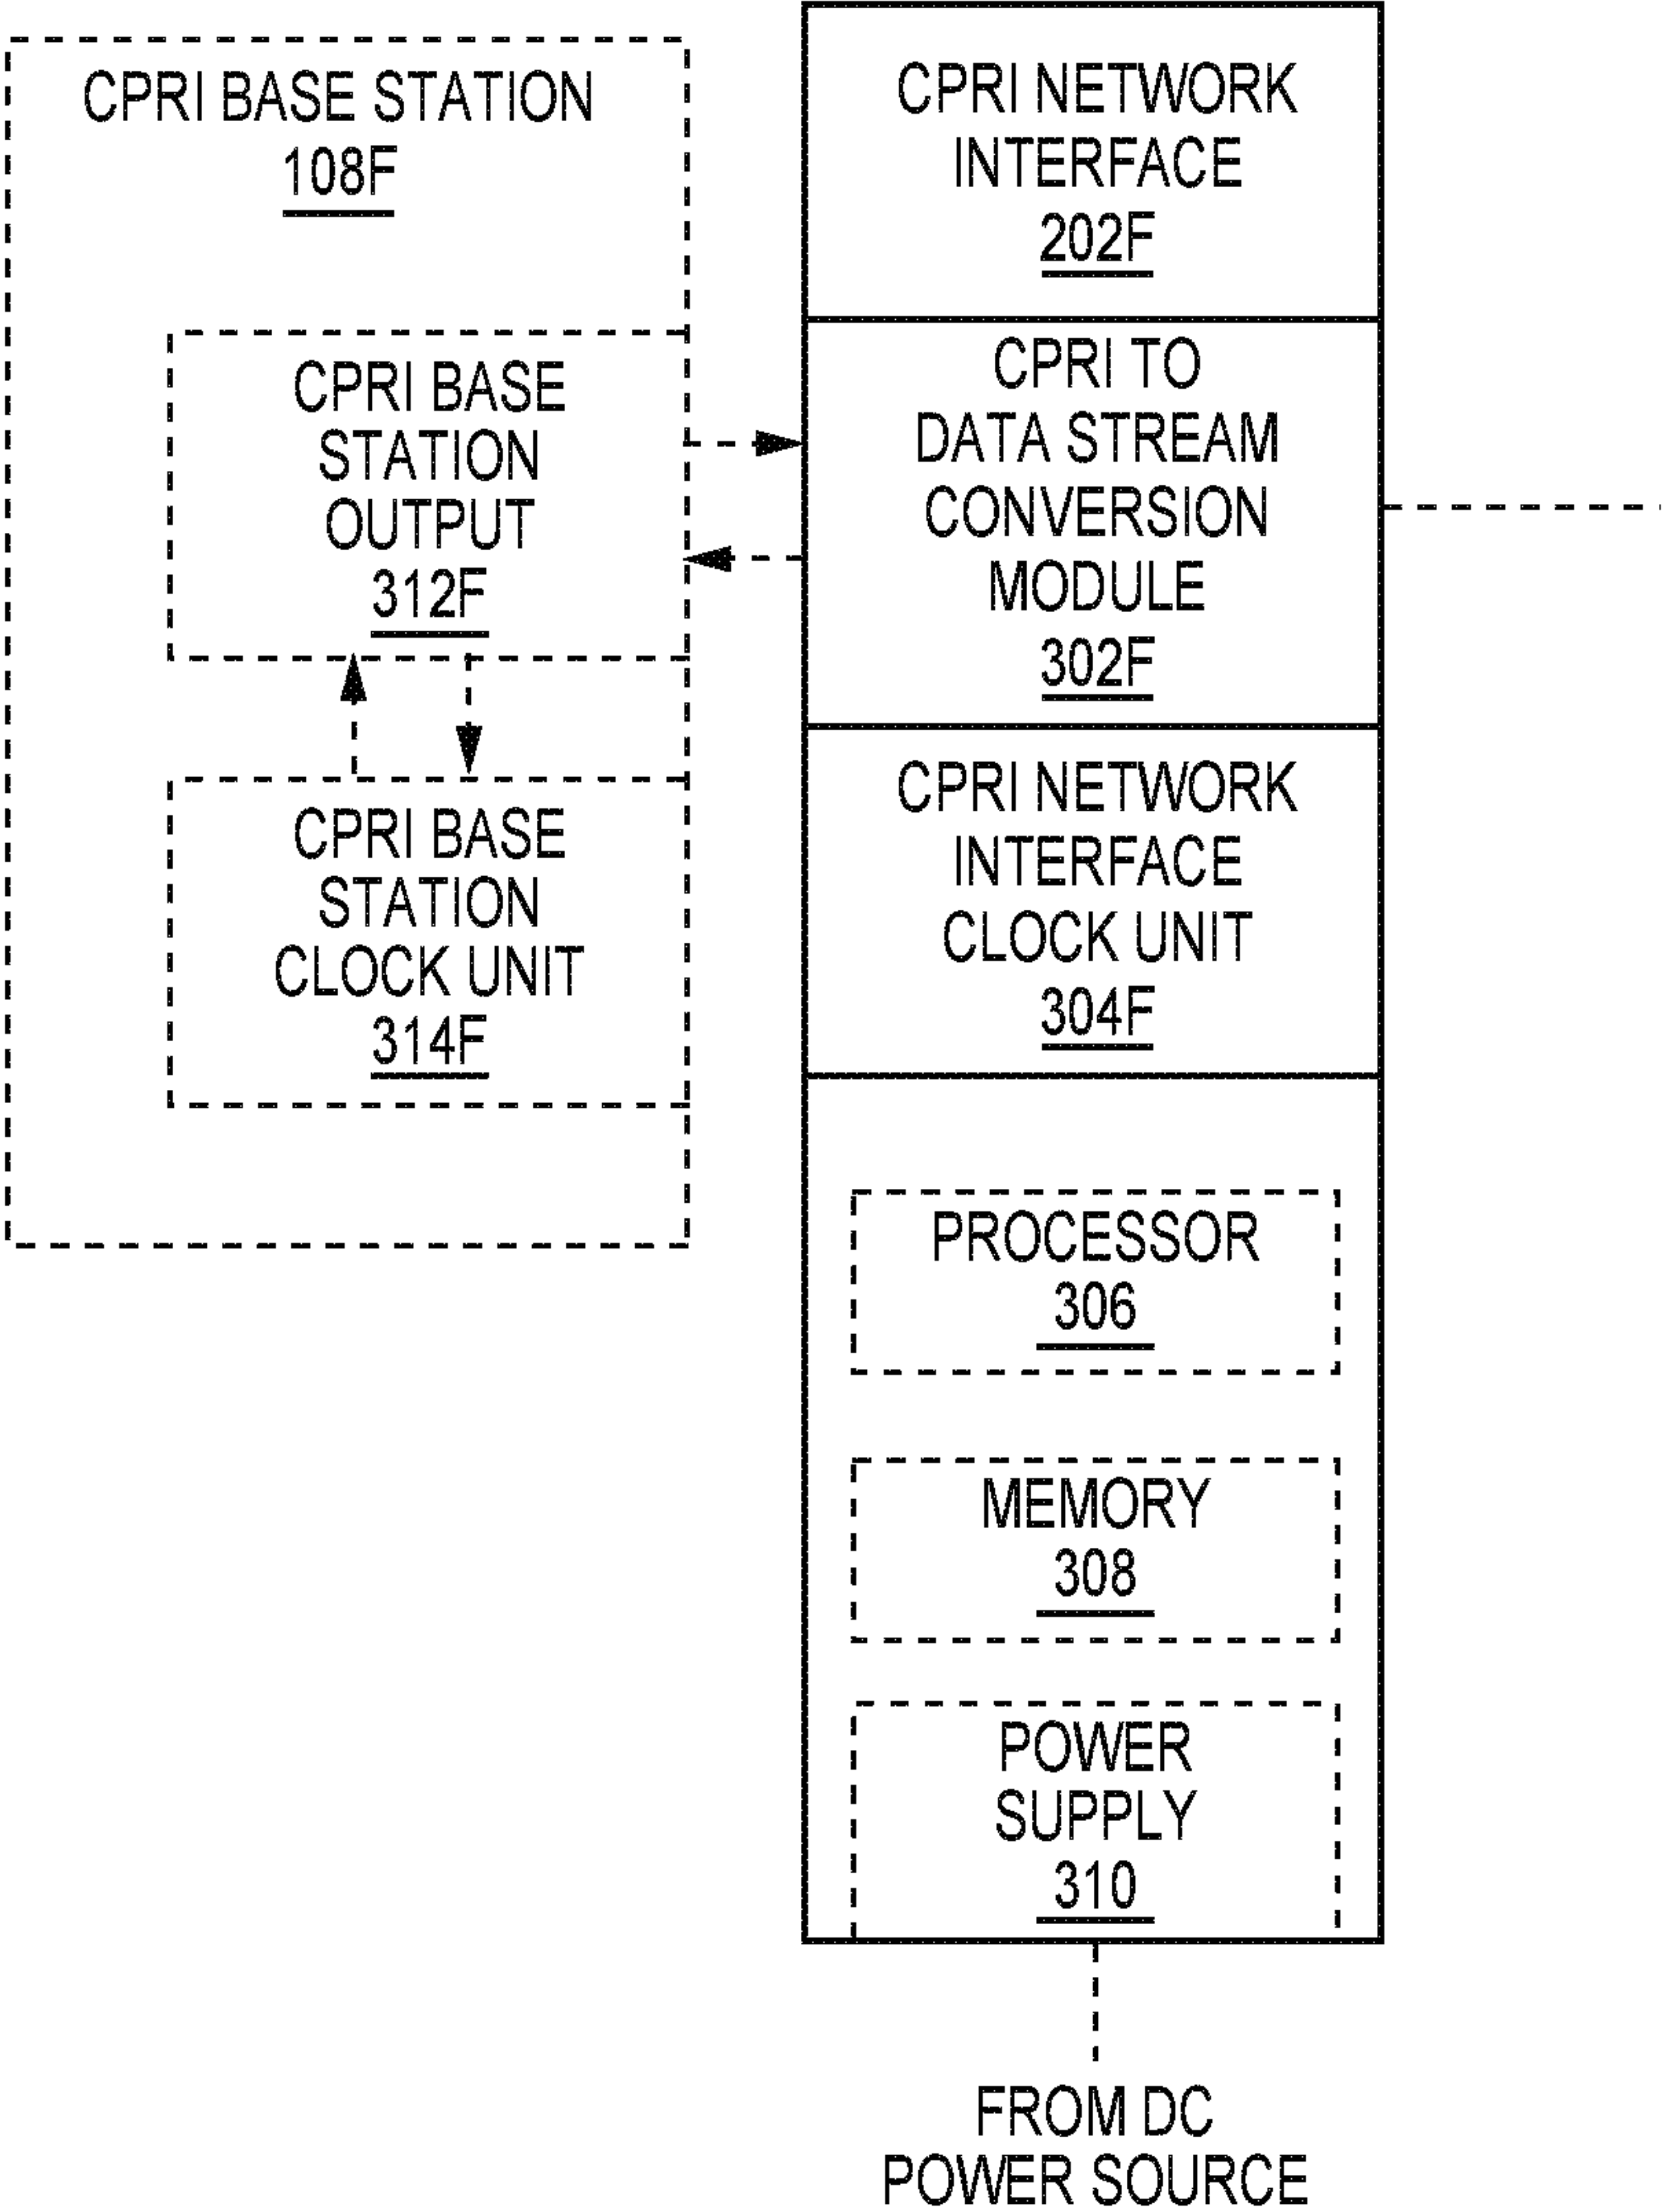 CPRI BASE STATION
108F
CPRI BASE
STATION
OUTPUT
312F
CPRI BASE
STATION
CLOCK UNIT
314F
CPRI NETWORK
INTERFACE
202F
CPRI TO
DATA STREAM
CONVERSION
MODULE
302F
CPRI NETWORK
INTERFACE
CLOCK UNIT
304F
PROCESSOR
306
MEMORY
308
POWER
SUPPLY
310
FROM DC
POWER SOURCE